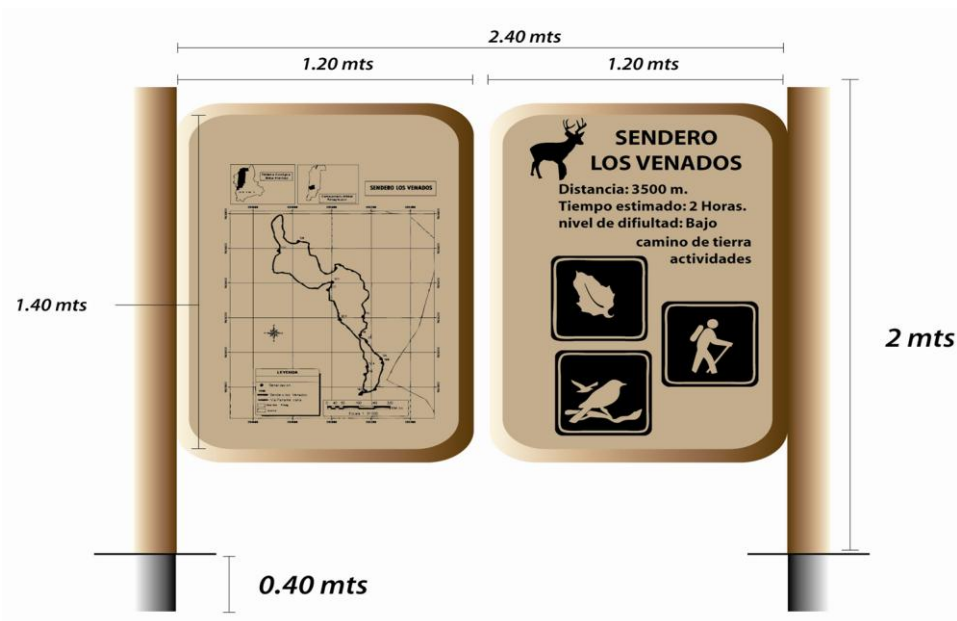 2.40 mts
1.20 mts
1.20 mts
SENDERO LOS VENADOS
LEYENDA
SENDERO
LOS VENADOS
Distancia: 3500 m.
Tiempo estimado: 2 Horas.
nivel de difiultad: Bajo
camino de tierra
actividades
1.40 mts
2 mts
0.40 mts